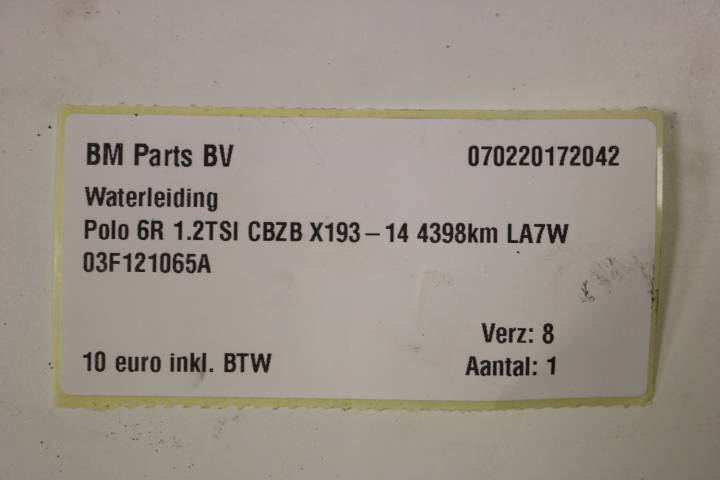 BM Parts BV 070220172042
Waterleiding
Polo 6R 1.2TSI CBZB X193–14 4398km LA7W
03F121065A
Verz: 8
10 euro inkl. BTW Aantal: 1